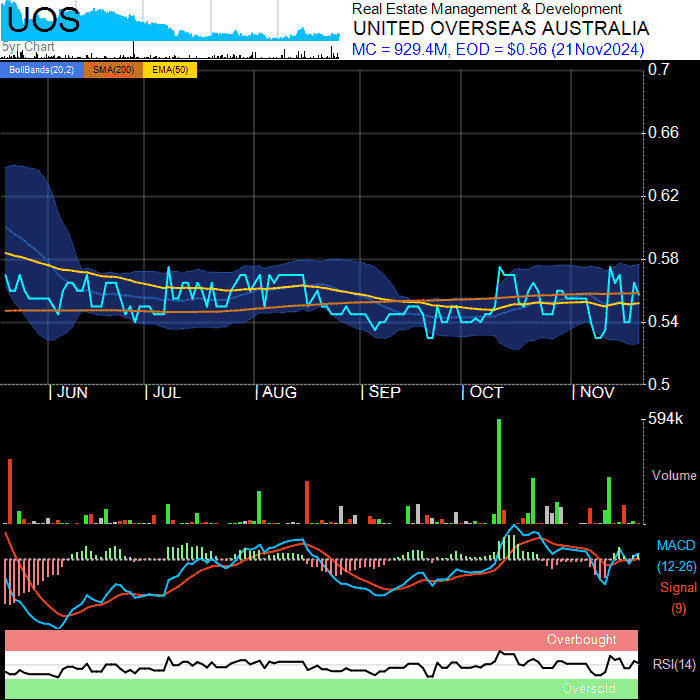 UOS
5yr.Chart
Real Estate Management & Development
UNITED OVERSEAS AUSTRALIA
MC = 929.4M, EOD = $0.56 (21Nov2024)
BollBands(20,2) SMA(200) EMA(50)
0.7
0.66
0.62
0.58
0.54
0.5
JUN JUL AUG SEP OCT NOV
594k
Volume
MACD
(12-26)
Signal
(9)
Overbought
RSI(14)
Oversold